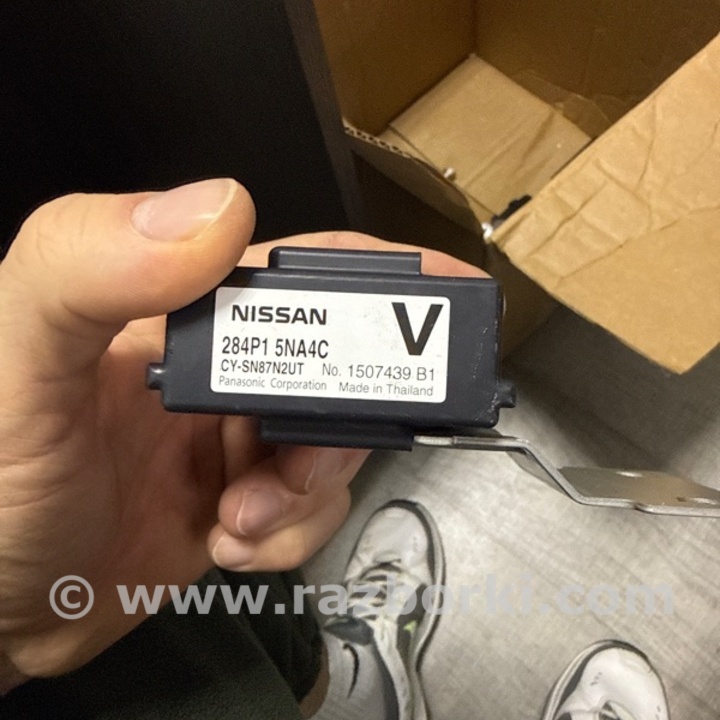 NISSAN V
284P1 5NA4C
CY-SN87N2UT No. 1507439 B1
Panasonic Corporation Made in Thailand
© www.razborki.com